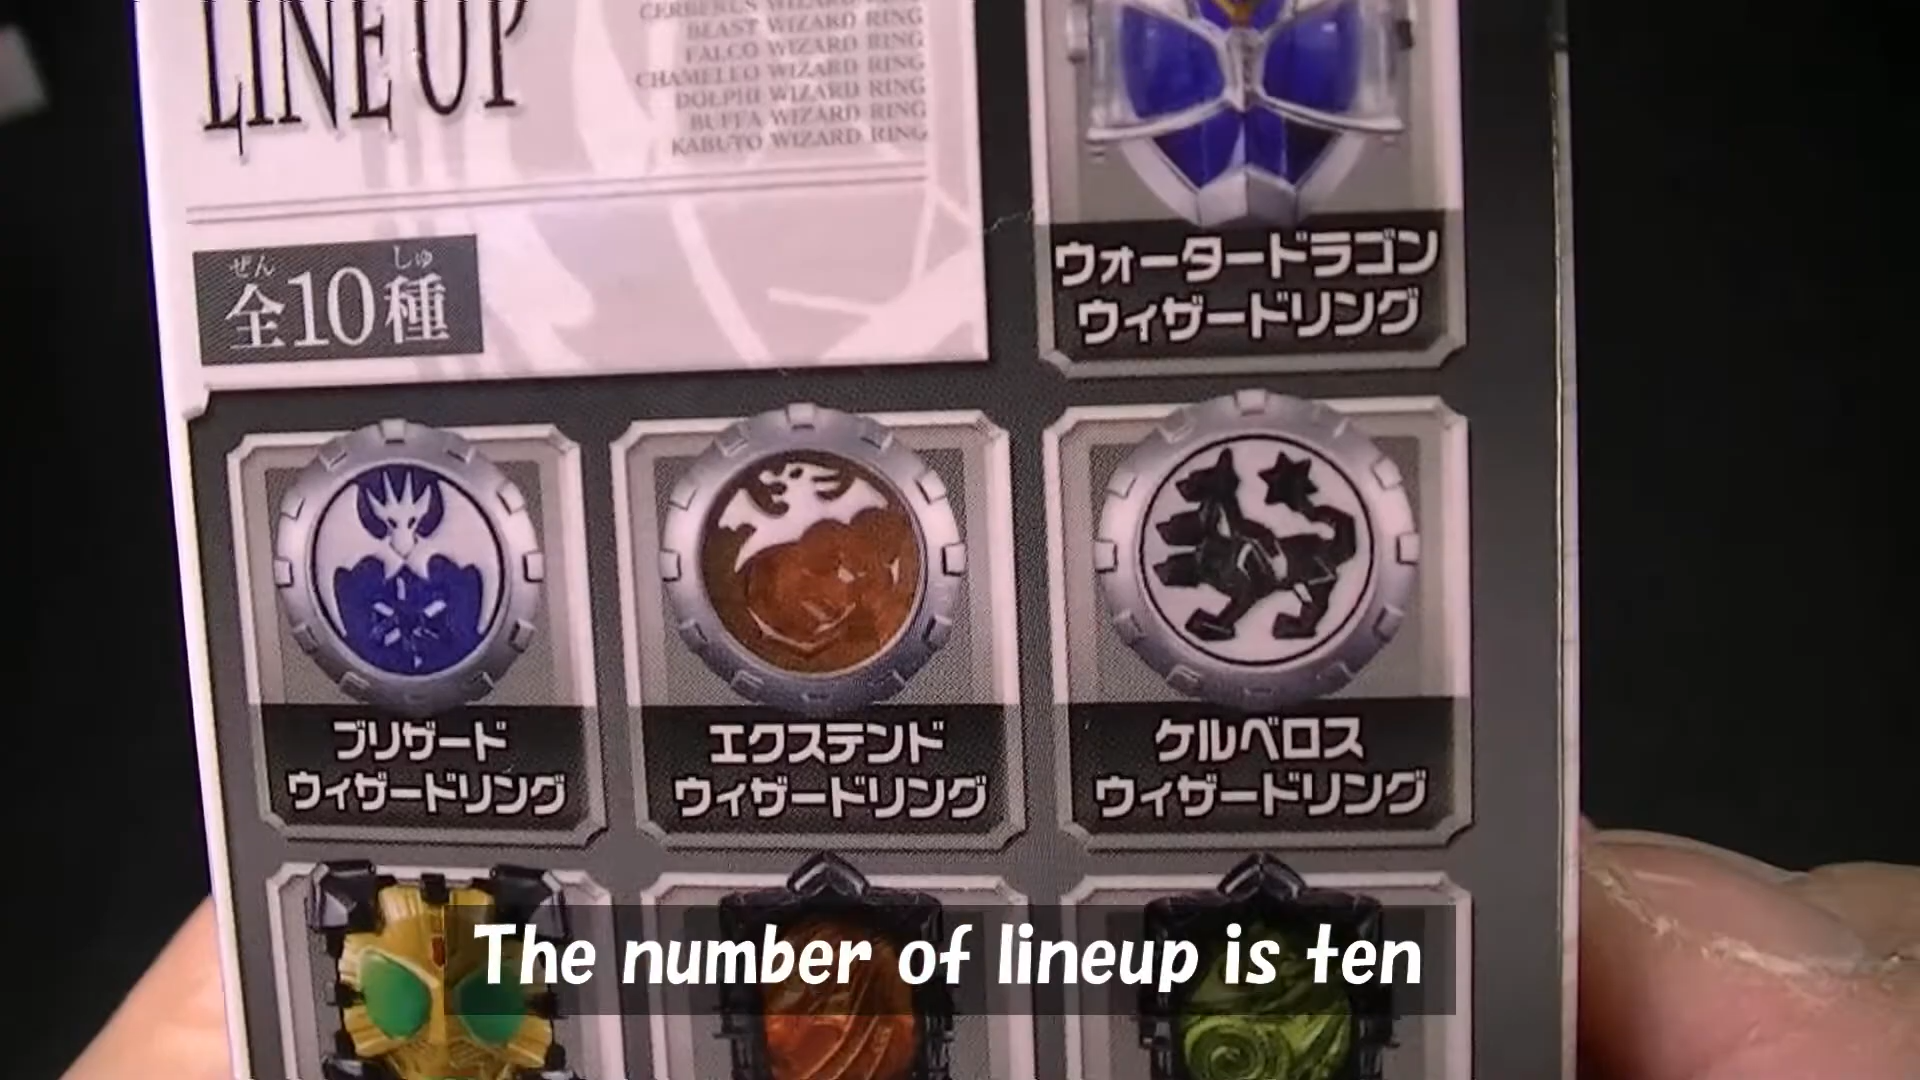 LINE UP
CERBERUS WIZARD RING
BEAST WIZARD RING
FALCO WIZARD RING
CHAMELEO WIZARD RING
DOLPHI WIZARD RING
BUFFA WIZARD RING
KABUTO WIZARD RING
ぜん しゅ
全10種
ウォータードラゴン
ウィザードリング
ブリザード
ウィザードリング
エクステンド
ウィザードリング
ケルベロス
ウィザードリング
The number of lineup is ten